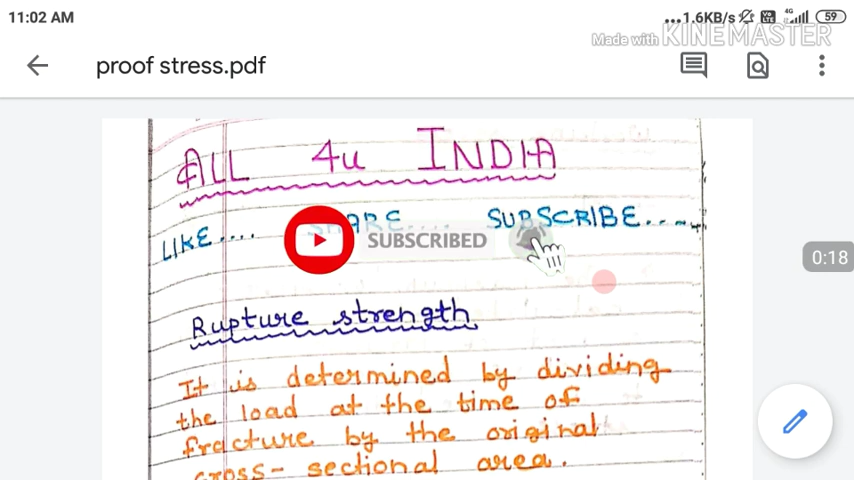 11:02 AM
...1.6KB/s 4G 59
Made with KINEMASTER
proof stress.pdf
ALL 4u INDIA
LIKE.... SHARE.... SUBSCRIBE.....
SUBSCRIBED
0:18
Rupture strength
It is determined by dividing
the load at the time of
fracture by the original
cross-sectional area.